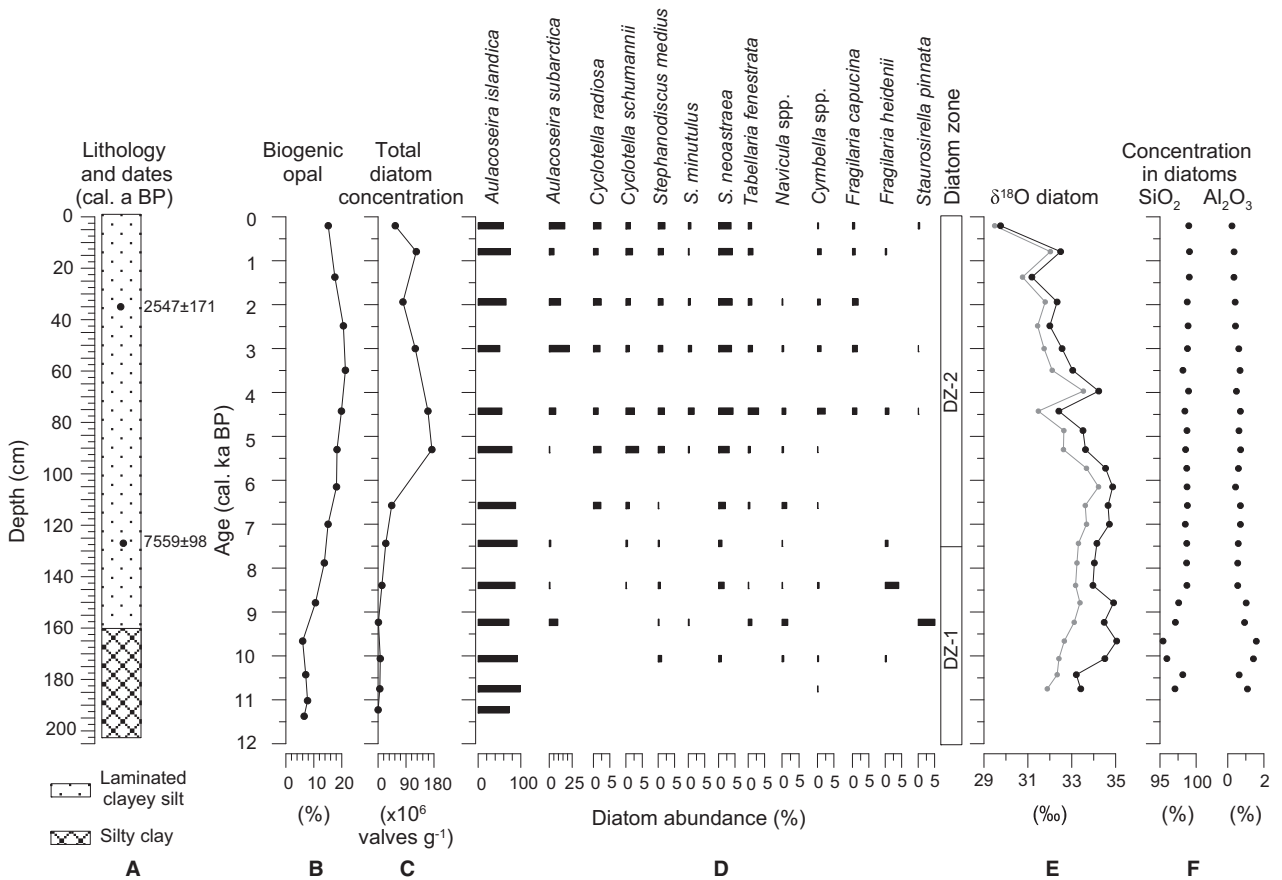 Lithology
and dates
(cal. a BP)
Biogenic
opal
Total
diatom
concentration
Aulacoseira islandica
Aulacoseira subarctica
Cyclotella radiosa
Cyclotella schumannii
Stephanodiscus medius
S. minutulus
S. neoastraea
Tabellaria fenestrata
Navicula spp.
Cymbella spp.
Fragilaria capucina
Fragilaria heidenii
Staurosirella pinnata
Diatom zone
δ¹⁸O diatom
Concentration
in diatoms
SiO₂ Al₂O₃
Depth (cm)
0
20
40
60
80
100
120
140
160
180
200
2547±171
7559±98
Age (cal. ka BP)
0
1
2
3
4
5
6
7
8
9
10
11
12
DZ-2
DZ-1
0 10 20
0 90 180
0 100
0 25
0 5
0 5
0 5
0 5
0 5
0 5
0 5
0 5
0 5
0 5
0 5
29 31 33 35
95 100
0 2
(%)
(x10⁶
valves g⁻¹)
Diatom abundance (%)
(‰)
(%)
(%)
Laminated
clayey silt
Silty clay
A
B
C
D
E
F